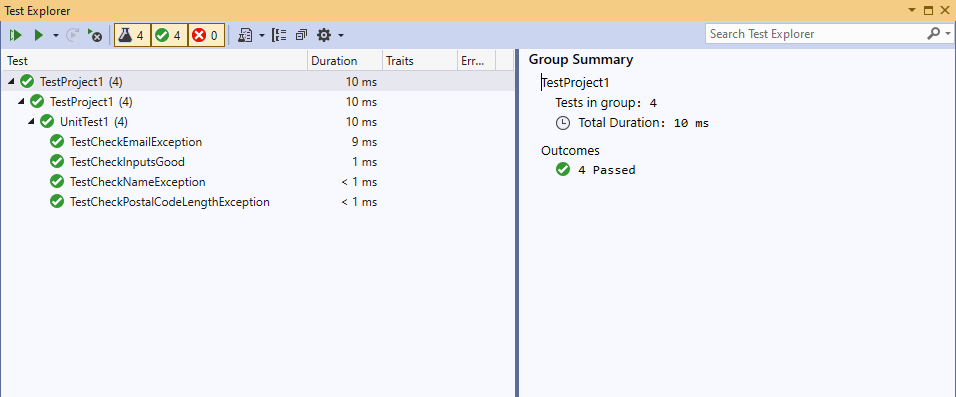 Test Explorer
4 4 0
Search Test Explorer
Test Duration Traits Err...
TestProject1 (4) 10 ms
TestProject1 (4) 10 ms
UnitTest1 (4) 10 ms
TestCheckEmailException 9 ms
TestCheckInputsGood 1 ms
TestCheckNameException < 1 ms
TestCheckPostalCodeLengthException < 1 ms
Group Summary
TestProject1
Tests in group: 4
Total Duration: 10 ms
Outcomes
4 Passed